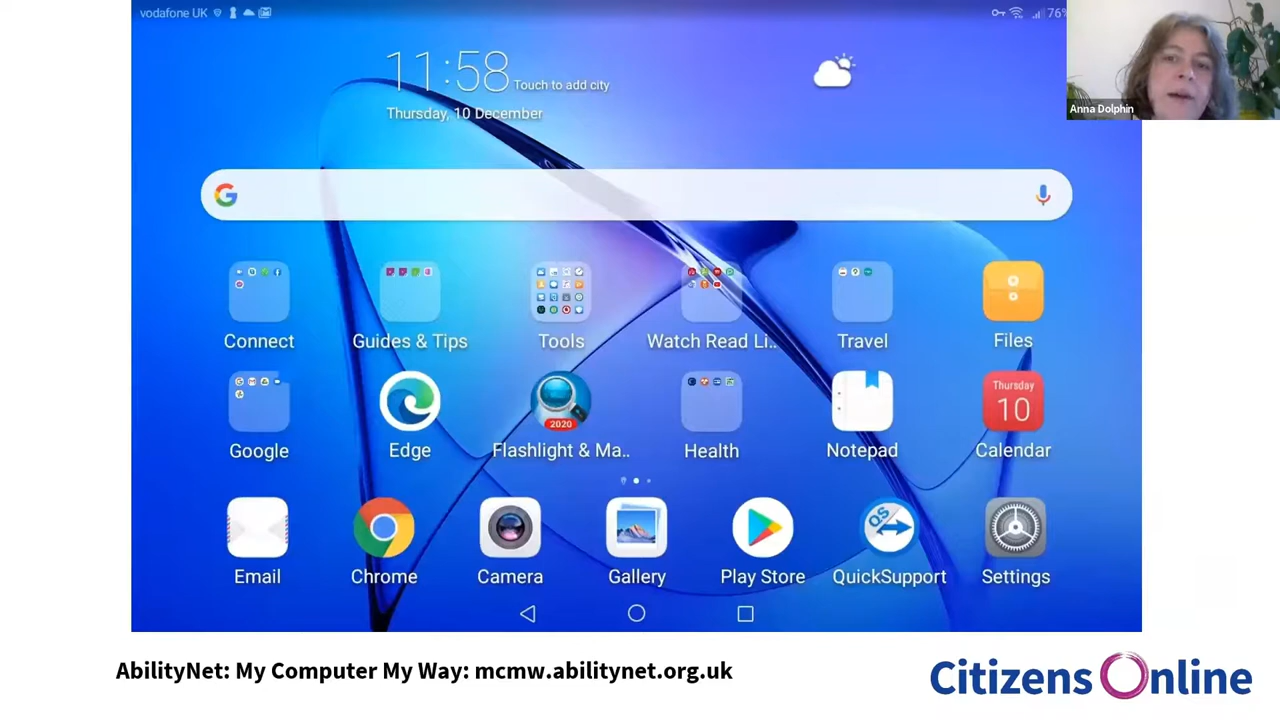 vodafone UK
76%
Anna Dolphin
11:58 Touch to add city
Thursday, 10 December
G
Connect
Guides & Tips
Tools
Watch Read Li..
Travel
Files
Google
Edge
2020
Flashlight & Ma..
Health
Notepad
Thursday
10
Calendar
QS
Email
Chrome
Camera
Gallery
Play Store
QuickSupport
Settings
AbilityNet: My Computer My Way: mcmw.abilitynet.org.uk
Citizens Online